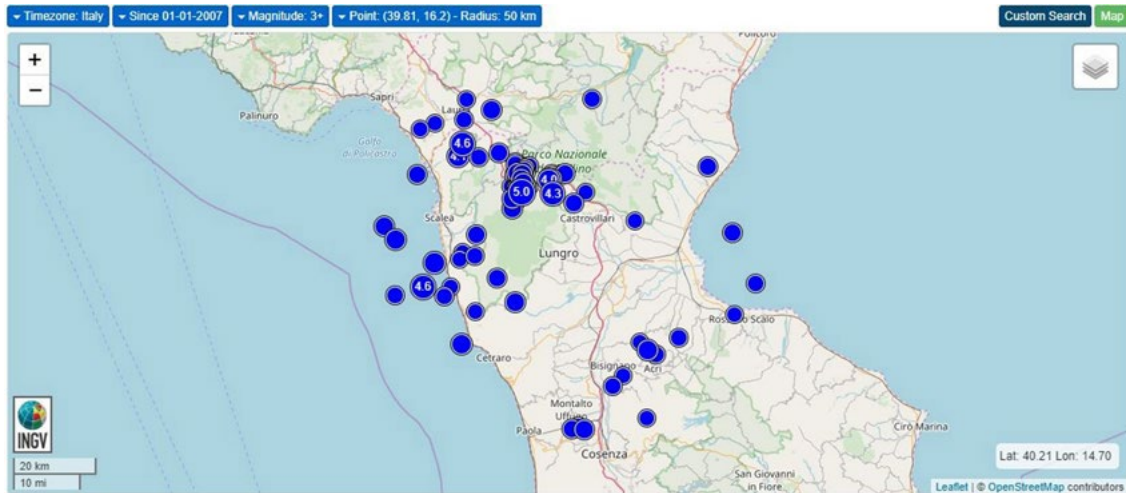 Timezone: Italy
Since 01-01-2007
Magnitude: 3+
Point: (39.81, 16.2) - Radius: 50 km
Custom Search
Map
+
−
Policoro
Sapri
Palinuro
Golfo
di Policastro
4.6
Parco Nazionale
4.0
5.0
4.3
Scalea
Castrovillari
Lungro
4.6
Cetraro
Bisignano
Acri
Montalto
Uffugo
Paola
Cosenza
Cirò Marina
San Giovanni
in Fiore
INGV
20 km
10 mi
Lat: 40.21 Lon: 14.70
Leaflet | © OpenStreetMap contributors